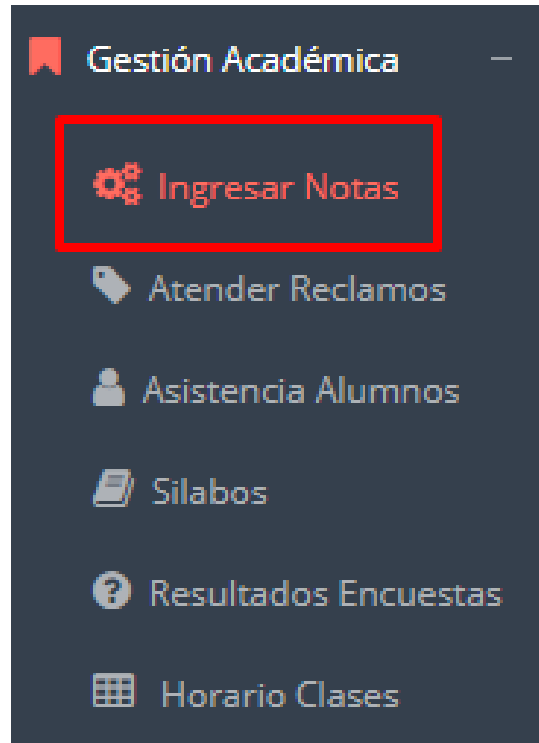 Gestión Académica
Ingresar Notas
Atender Reclamos
Asistencia Alumnos
Silabos
Resultados Encuestas
Horario Clases